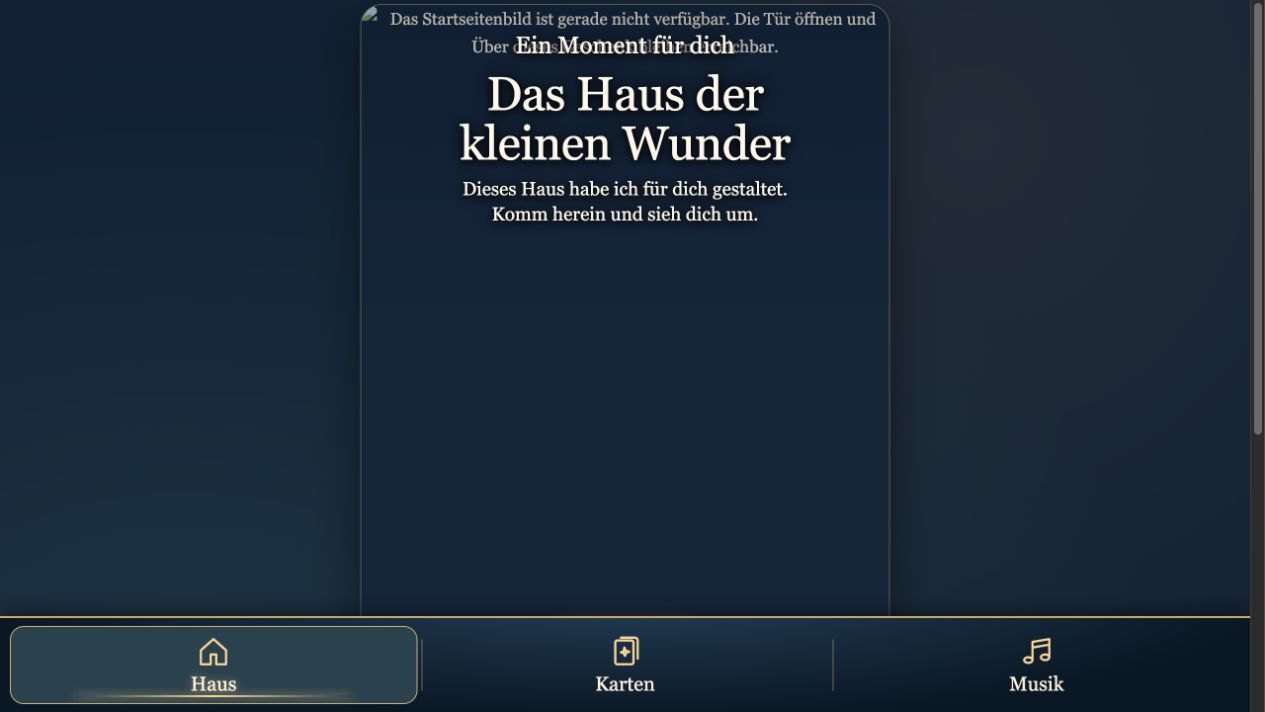 Das Startseitenbild ist gerade nicht verfügbar. Die Tür öffnen und
Über
Ein Moment für dich
Das Haus der
kleinen Wunder
Dieses Haus habe ich für dich gestaltet.
Komm herein und sieh dich um.
Haus
Karten
Musik